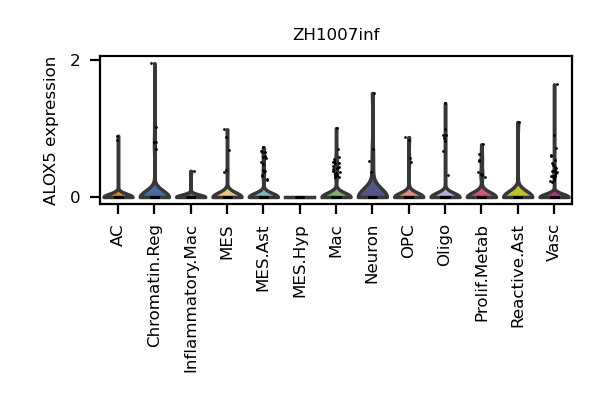 ZH1007inf
ALOX5 expression
2
0
AC
Chromatin.Reg
Inflammatory.Mac
MES
MES.Ast
MES.Hyp
Mac
Neuron
OPC
Oligo
Prolif.Metab
Reactive.Ast
Vasc